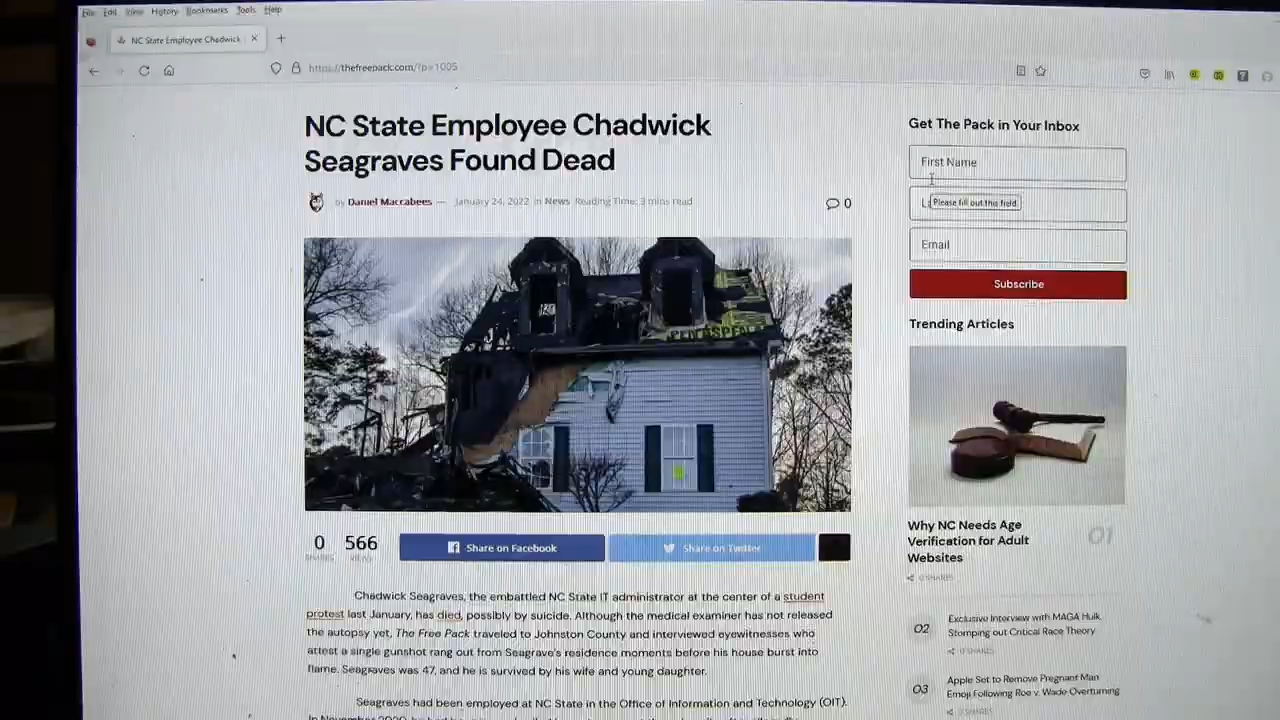 File Edit View History Bookmarks Tools Help
NC State Employee Chadwick
https://thefreepack.com/?p=1005
NC State Employee Chadwick
Seagraves Found Dead
by Daniel Maccabees — January 24, 2022 in News Reading Time: 3 mins read
0
0
SHARES
566
VIEWS
Share on Facebook
Share on Twitter
Chadwick Seagraves, the embattled NC State IT administrator at the center of a student
protest last January, has died, possibly by suicide. Although the medical examiner has not released
the autopsy yet, The Free Pack traveled to Johnston County and interviewed eyewitnesses who
attest a single gunshot rang out from Seagrave's residence moments before his house burst into
flame. Seagraves was 47, and he is survived by his wife and young daughter.
Seagraves had been employed at NC State in the Office of Information and Technology (OIT).
Get The Pack in Your Inbox
First Name
Please fill out this field.
Email
Subscribe
Trending Articles
Why NC Needs Age
Verification for Adult
Websites
01
0 SHARES
02
Exclusive Interview with MAGA Hulk
Stomping out Critical Race Theory
0 SHARES
03
Apple Set to Remove Pregnant Man
Emoji Following Roe v. Wade Overturning
0 SHARES